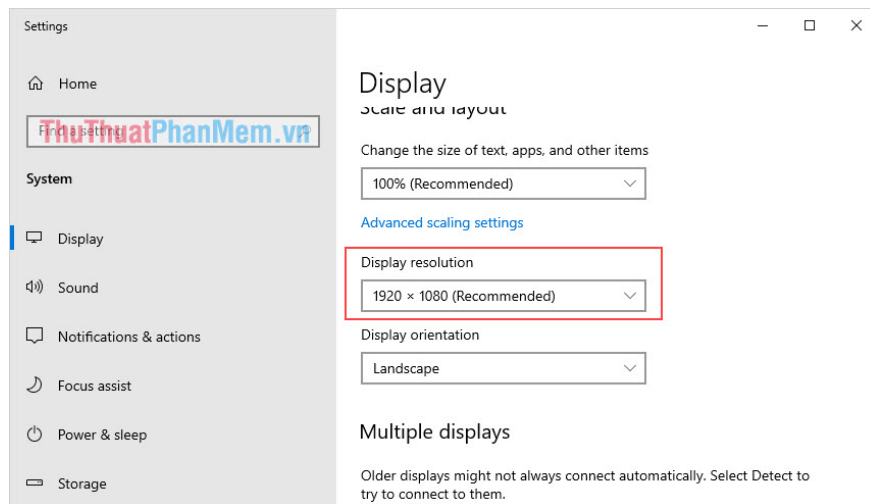 Settings
Home
Find a setting
ThuThuatPhanMem.vn
System
Display
Sound
Notifications & actions
Focus assist
Power & sleep
Storage
Display
Scale and layout
Change the size of text, apps, and other items
100% (Recommended)
Advanced scaling settings
Display resolution
1920 × 1080 (Recommended)
Display orientation
Landscape
Multiple displays
Older displays might not always connect automatically. Select Detect to
try to connect to them.